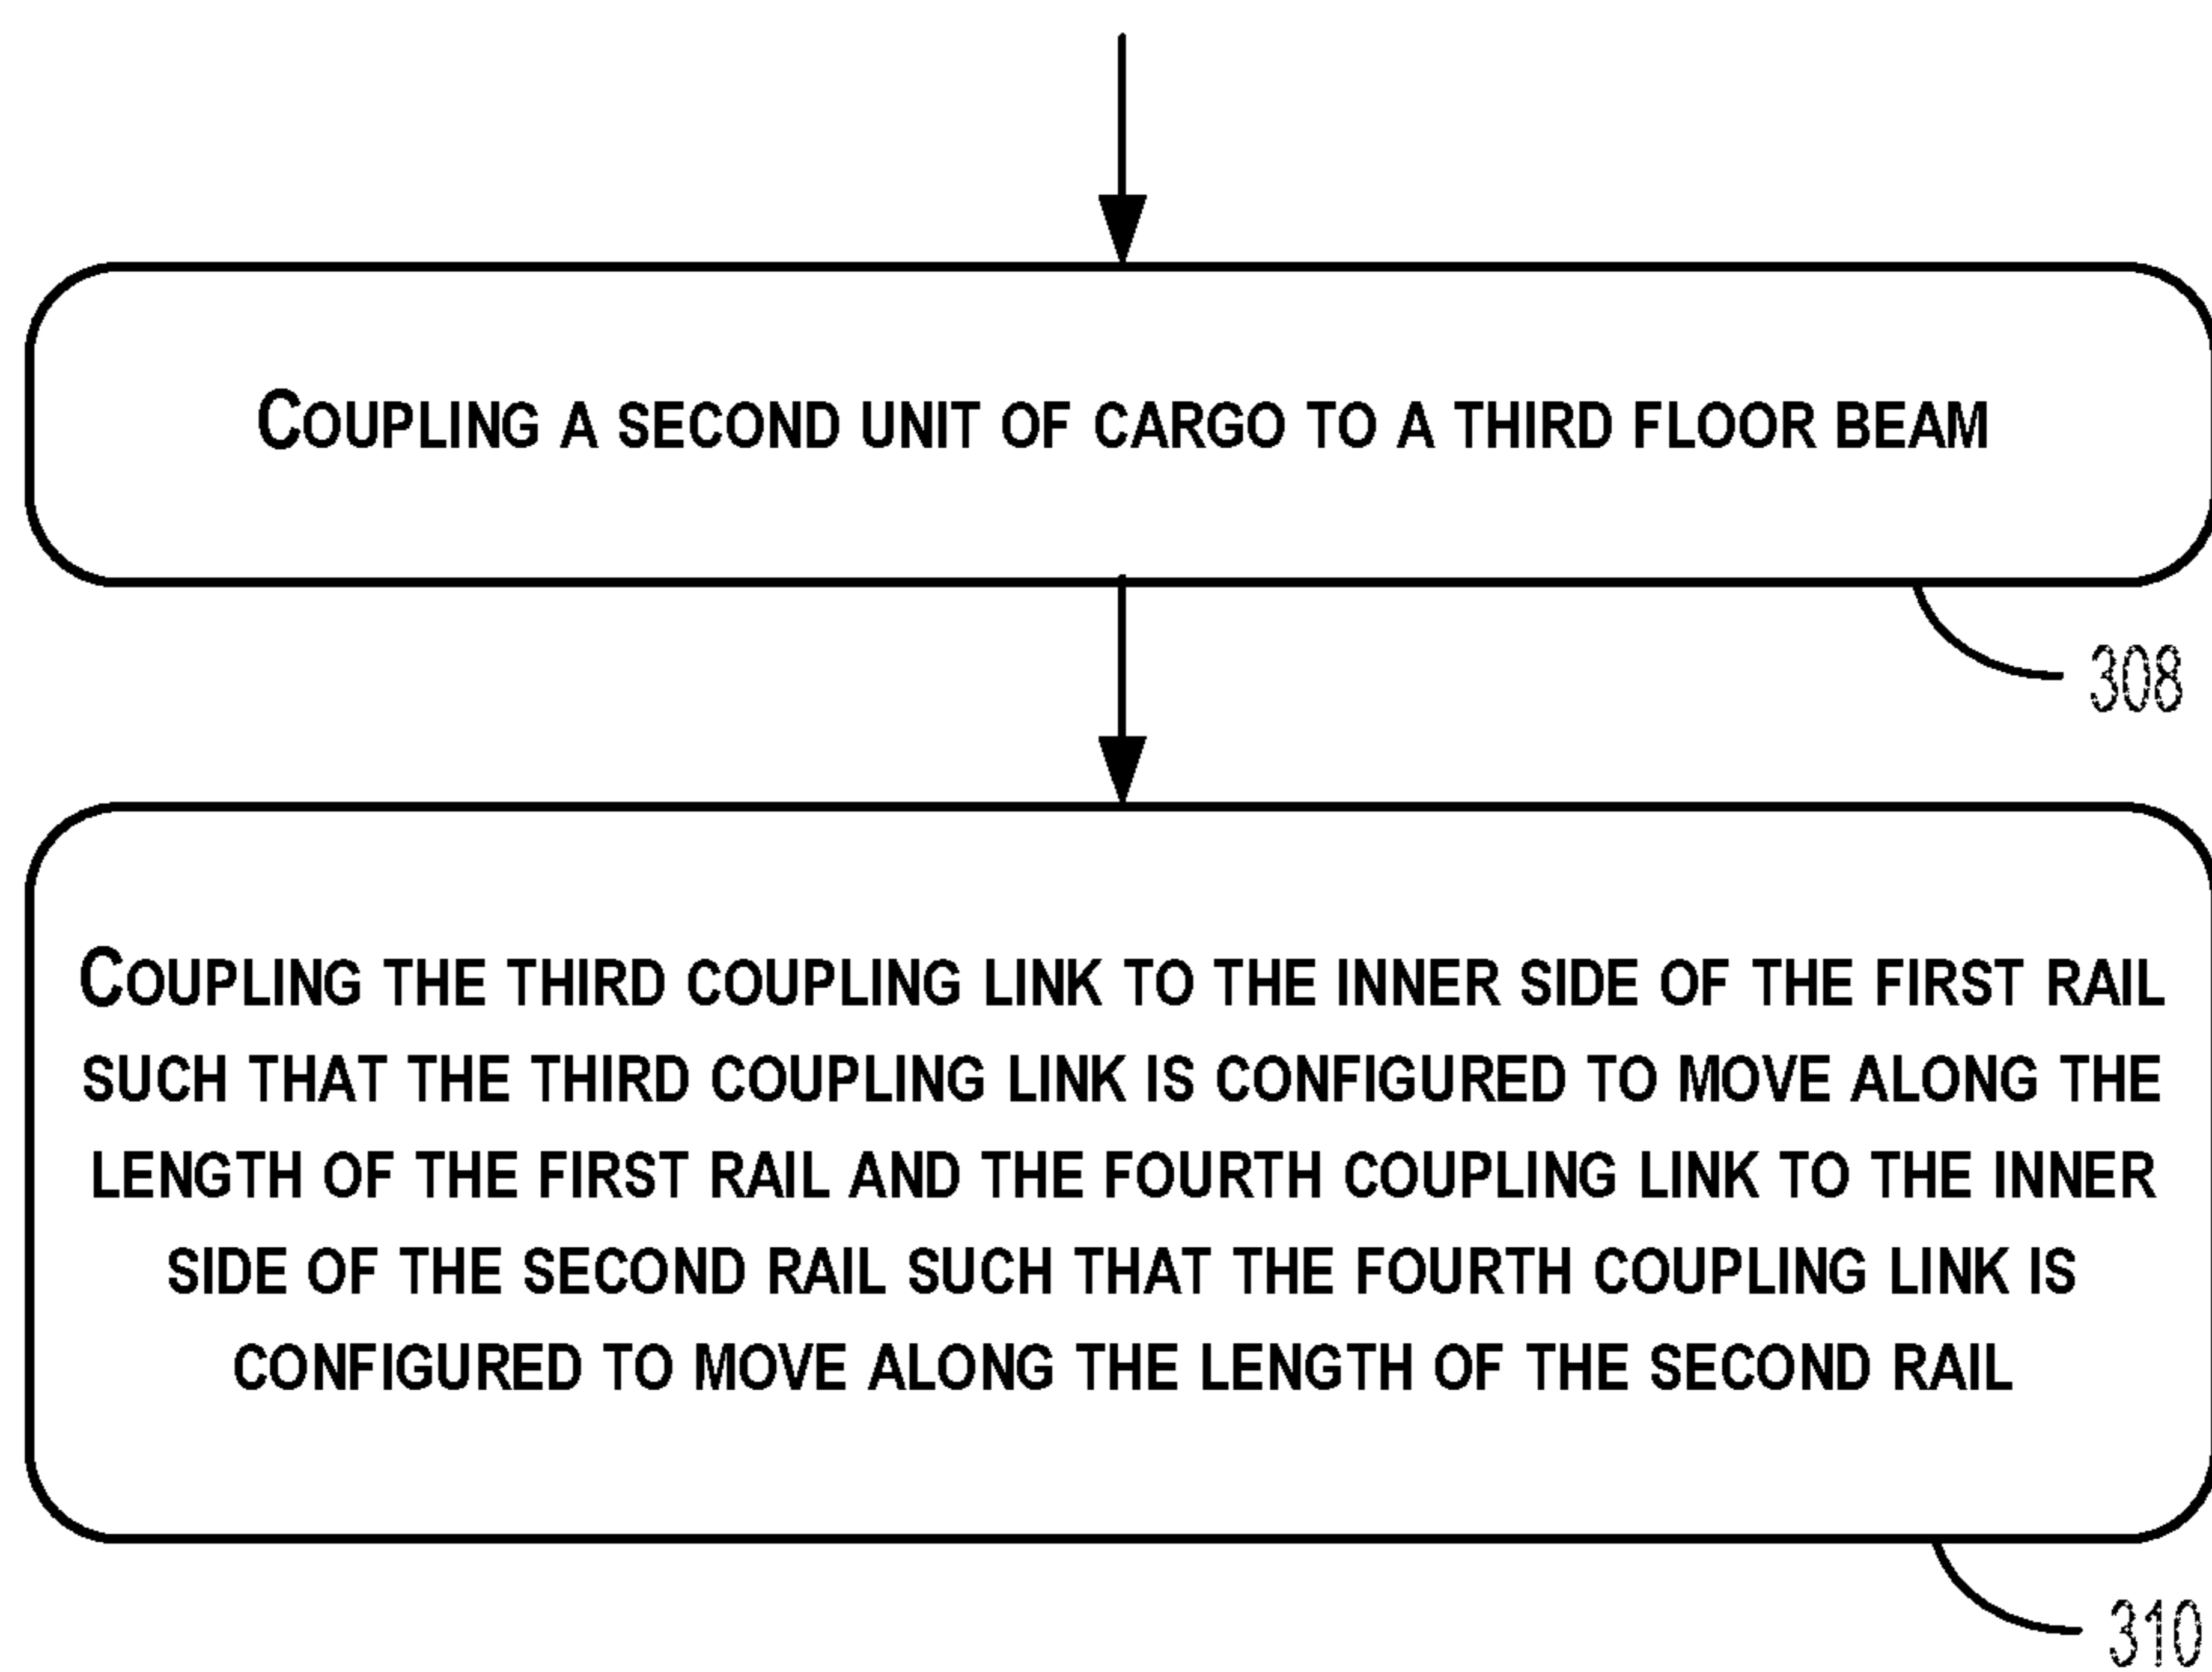 COUPLING A SECOND UNIT OF CARGO TO A THIRD FLOOR BEAM
308
COUPLING THE THIRD COUPLING LINK TO THE INNER SIDE OF THE FIRST RAIL
SUCH THAT THE THIRD COUPLING LINK IS CONFIGURED TO MOVE ALONG THE
LENGTH OF THE FIRST RAIL AND THE FOURTH COUPLING LINK TO THE INNER
SIDE OF THE SECOND RAIL SUCH THAT THE FOURTH COUPLING LINK IS
CONFIGURED TO MOVE ALONG THE LENGTH OF THE SECOND RAIL
310